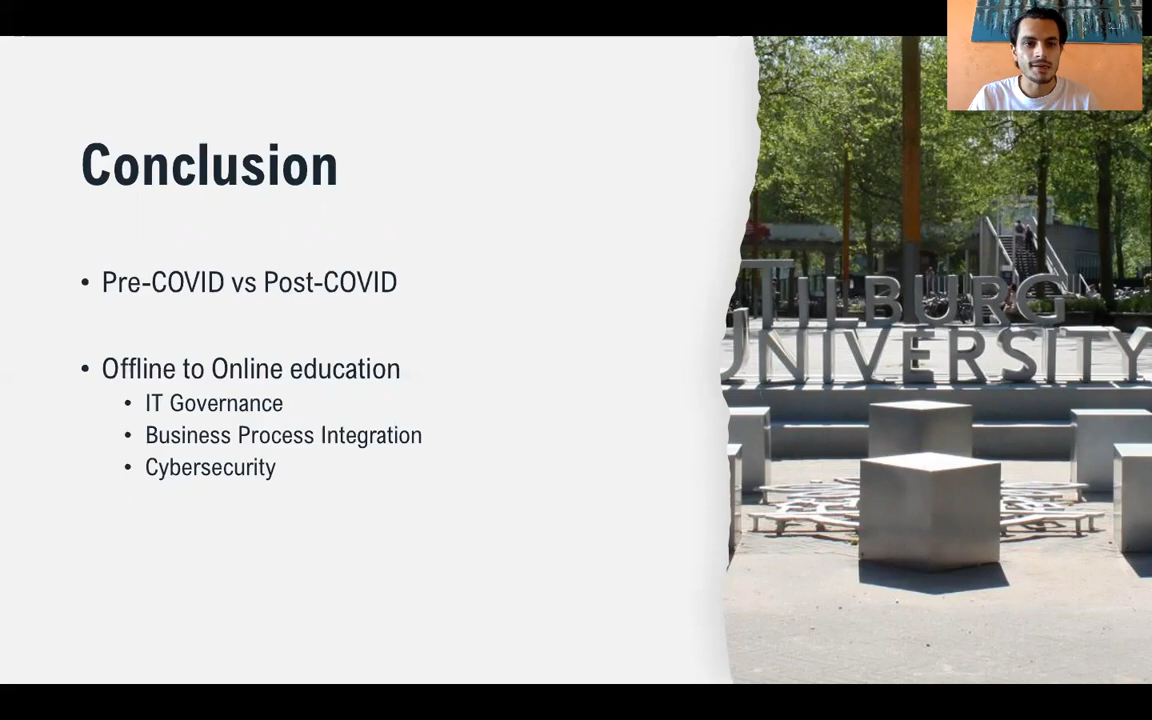 Conclusion
• Pre-COVID vs Post-COVID
• Offline to Online education
• IT Governance
• Business Process Integration
• Cybersecurity
TILBURG
UNIVERSITY